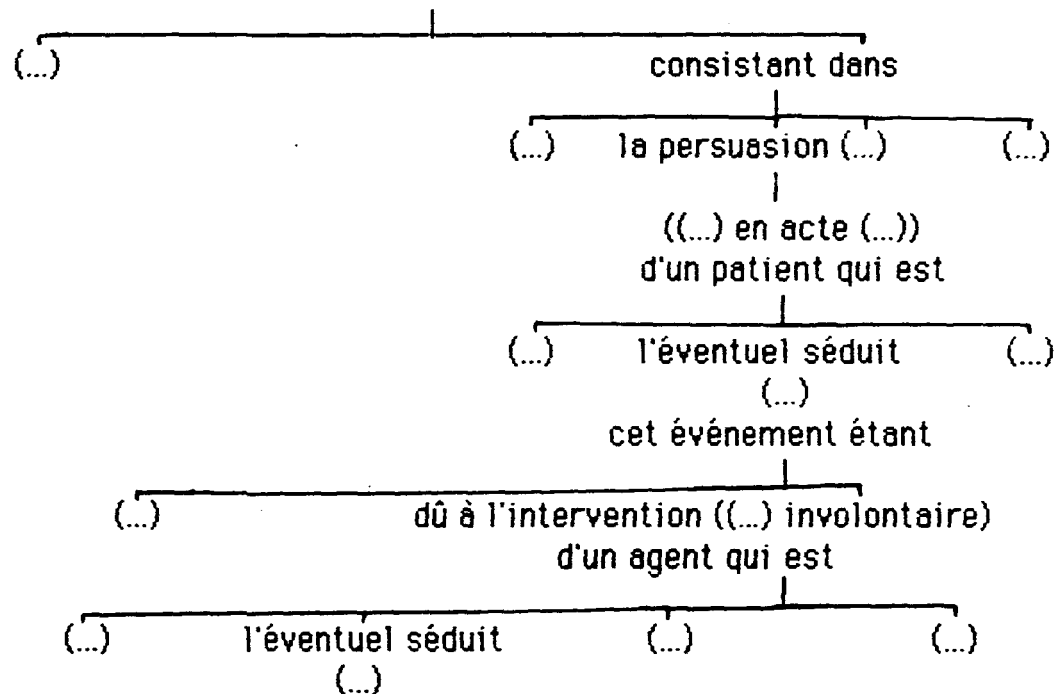 (...) consistant dans
(...) la persuasion (...) (...)
((...) en acte (...))
d'un patient qui est
(...) l'éventuel séduit (...)
(...)
cet événement étant
(...) dû à l'intervention ((...) involontaire)
d'un agent qui est
(...) l'éventuel séduit (...) (...)
(...)